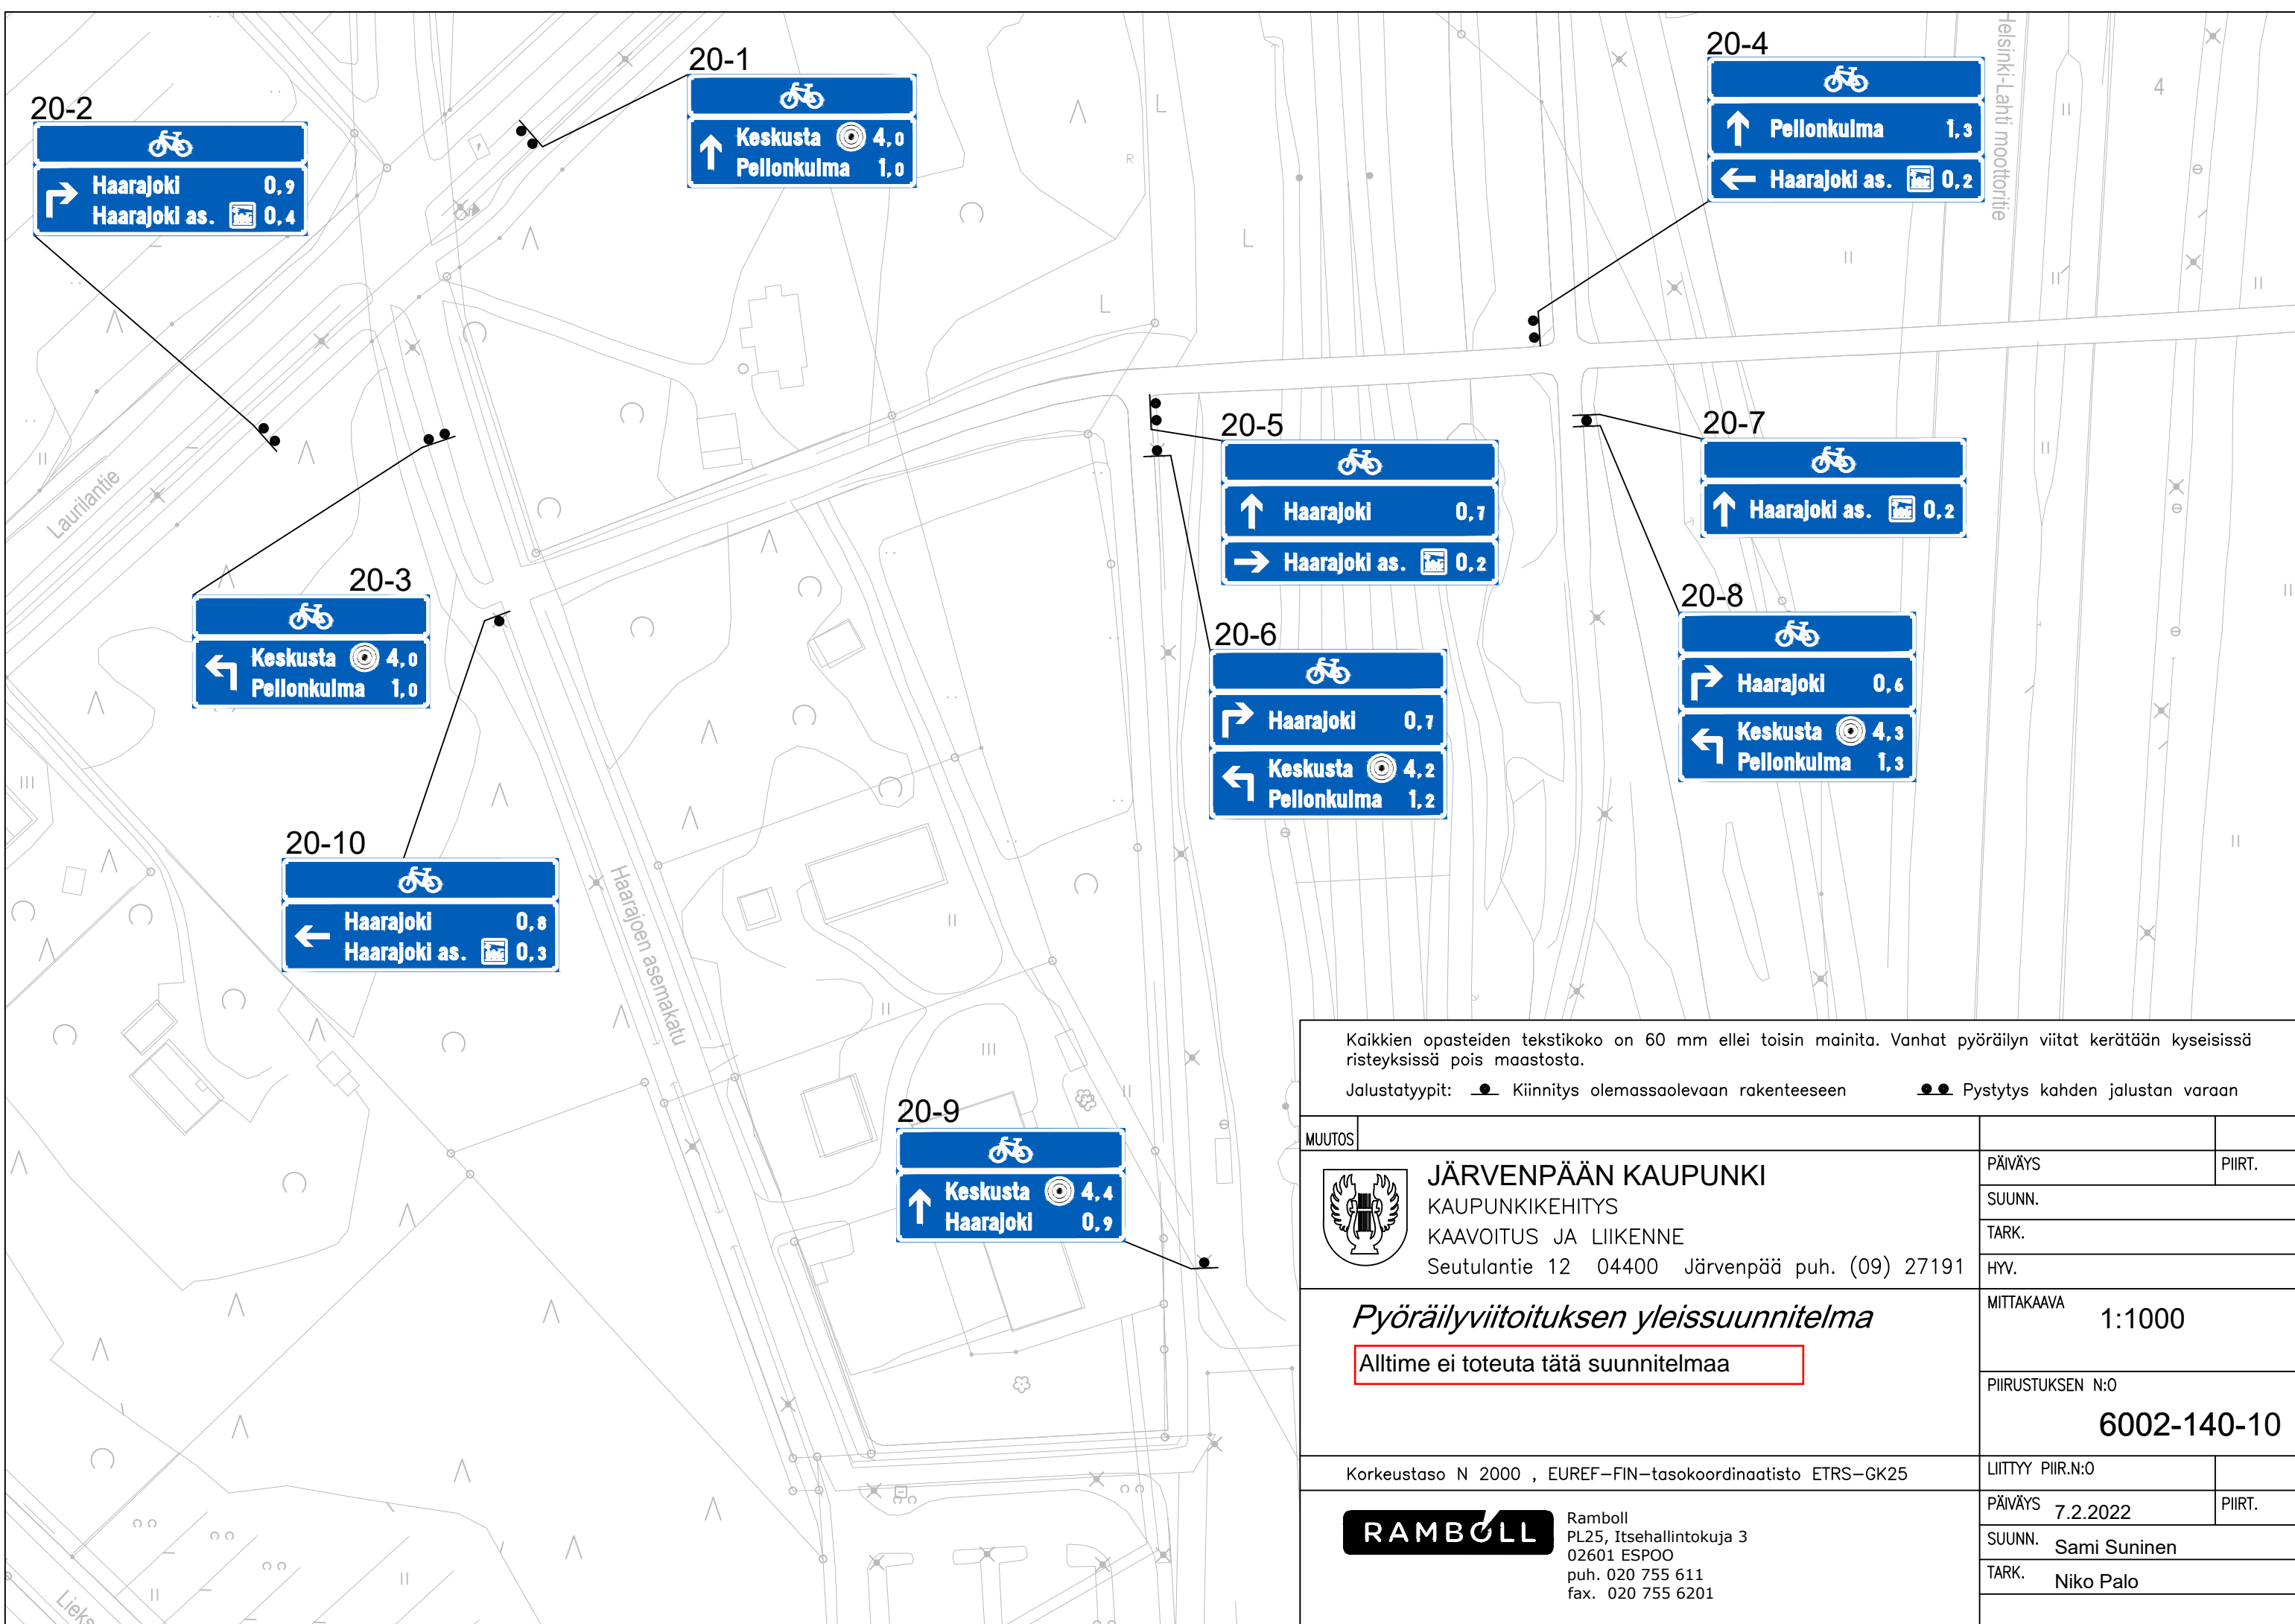 20-1
Keskusta 4,0
Pellonkulma 1,0
20-2
Haarajoki 0,9
Haarajoki as. 0,4
20-4
Pellonkulma 1,3
Haarajoki as. 0,2
Helsinki-Lahti moottoritie
4
L
L
L
R
Laurilantie
20-3
Keskusta 4,0
Pellonkulma 1,0
20-5
Haarajoki 0,7
Haarajoki as. 0,2
20-7
Haarajoki as. 0,2
20-6
Haarajoki 0,7
Keskusta 4,2
Pellonkulma 1,2
20-8
Haarajoki 0,6
Keskusta 4,3
Pellonkulma 1,3
20-10
Haarajoki 0,8
Haarajoki as. 0,3
Haarajoen asemakatu
20-9
Keskusta 4,4
Haarajoki 0,9
Kaikkien opasteiden tekstikoko on 60 mm ellei toisin mainita. Vanhat pyöräilyn viitat kerätään kyseisissä
risteyksissä pois maastosta.
Jalustatyypit: Kiinnitys olemassaolevaan rakenteeseen Pystytys kahden jalustan varaan
MUUTOS
JÄRVENPÄÄN KAUPUNKI
KAUPUNKIKEHITYS
KAAVOITUS JA LIIKENNE
Seutulantie 12 04400 Järvenpää puh. (09) 27191
PÄIVÄYS PIIRT.
SUUNN.
TARK.
HYV.
Pyöräilyviitoituksen yleissuunnitelma
Alltime ei toteuta tätä suunnitelmaa
MITTAKAAVA 1:1000
PIIRUSTUKSEN N:O
6002-140-10
Korkeustaso N 2000 , EUREF-FIN-tasokoordinaatisto ETRS-GK25
LIITTYY PIIR.N:O
RAMBOLL
Ramboll
PL25, Itsehallintokuja 3
02601 ESPOO
puh. 020 755 611
fax. 020 755 6201
PÄIVÄYS 7.2.2022 PIIRT.
SUUNN. Sami Suninen
TARK. Niko Palo
Lieks